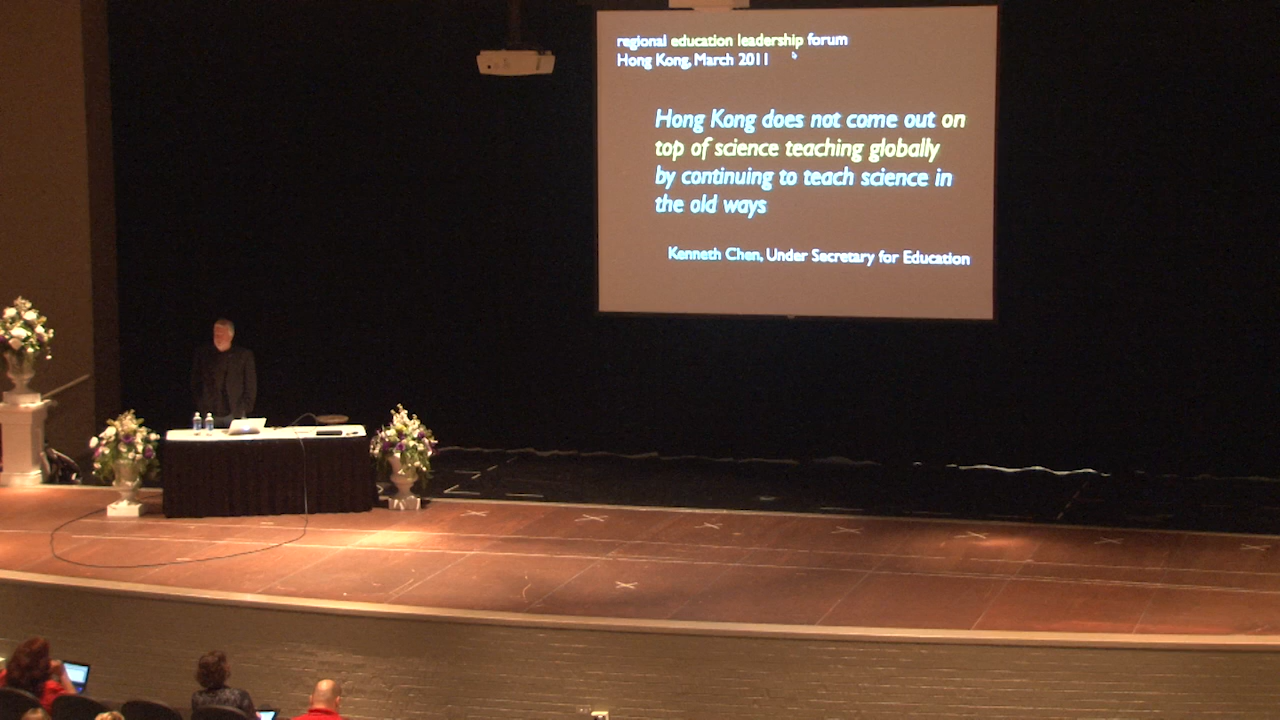 regional education leadership forum
Hong Kong, March 2011
Hong Kong does not come out on
top of science teaching globally
by continuing to teach science in
the old ways
Kenneth Chen, Under Secretary for Education